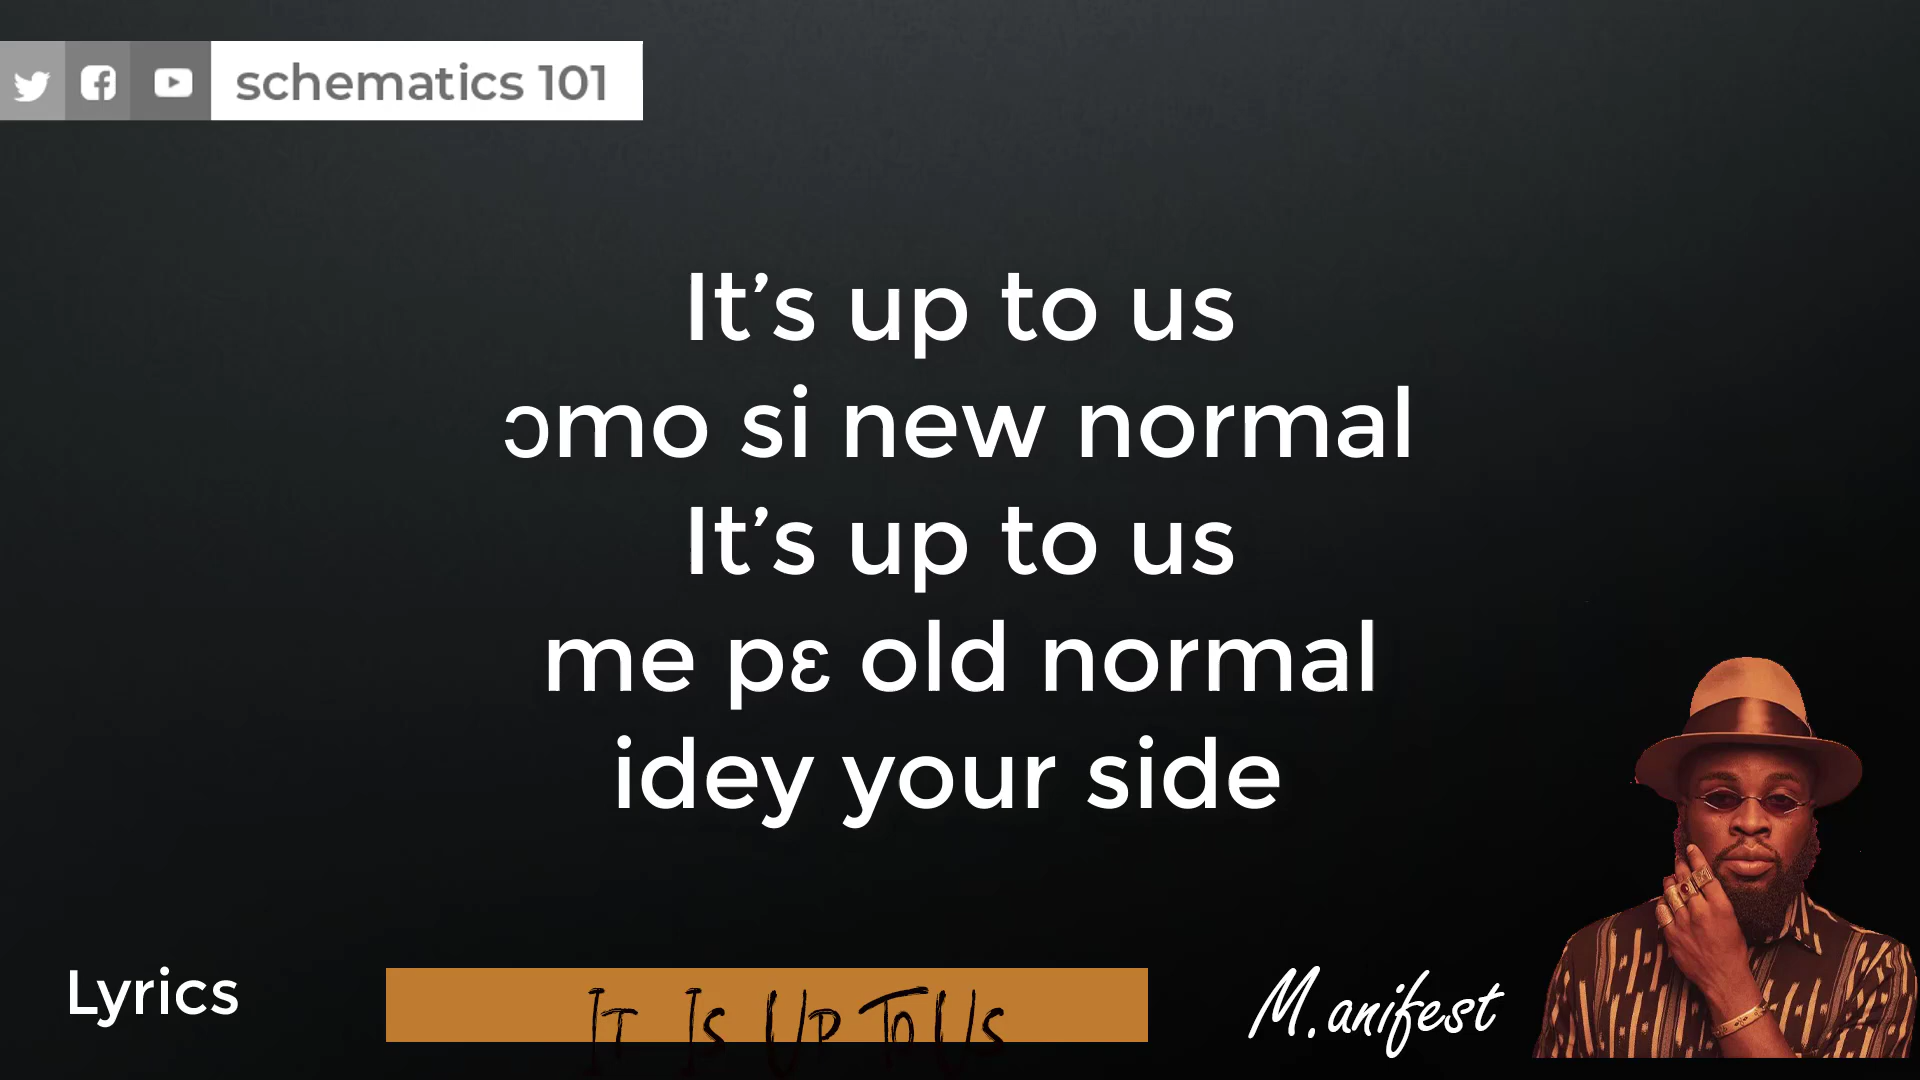 schematics 101
It’s up to us
ɔmo si new normal
It’s up to us
me pɛ old normal
idey your side
Lyrics
IT IS UP TO US
M.anifest